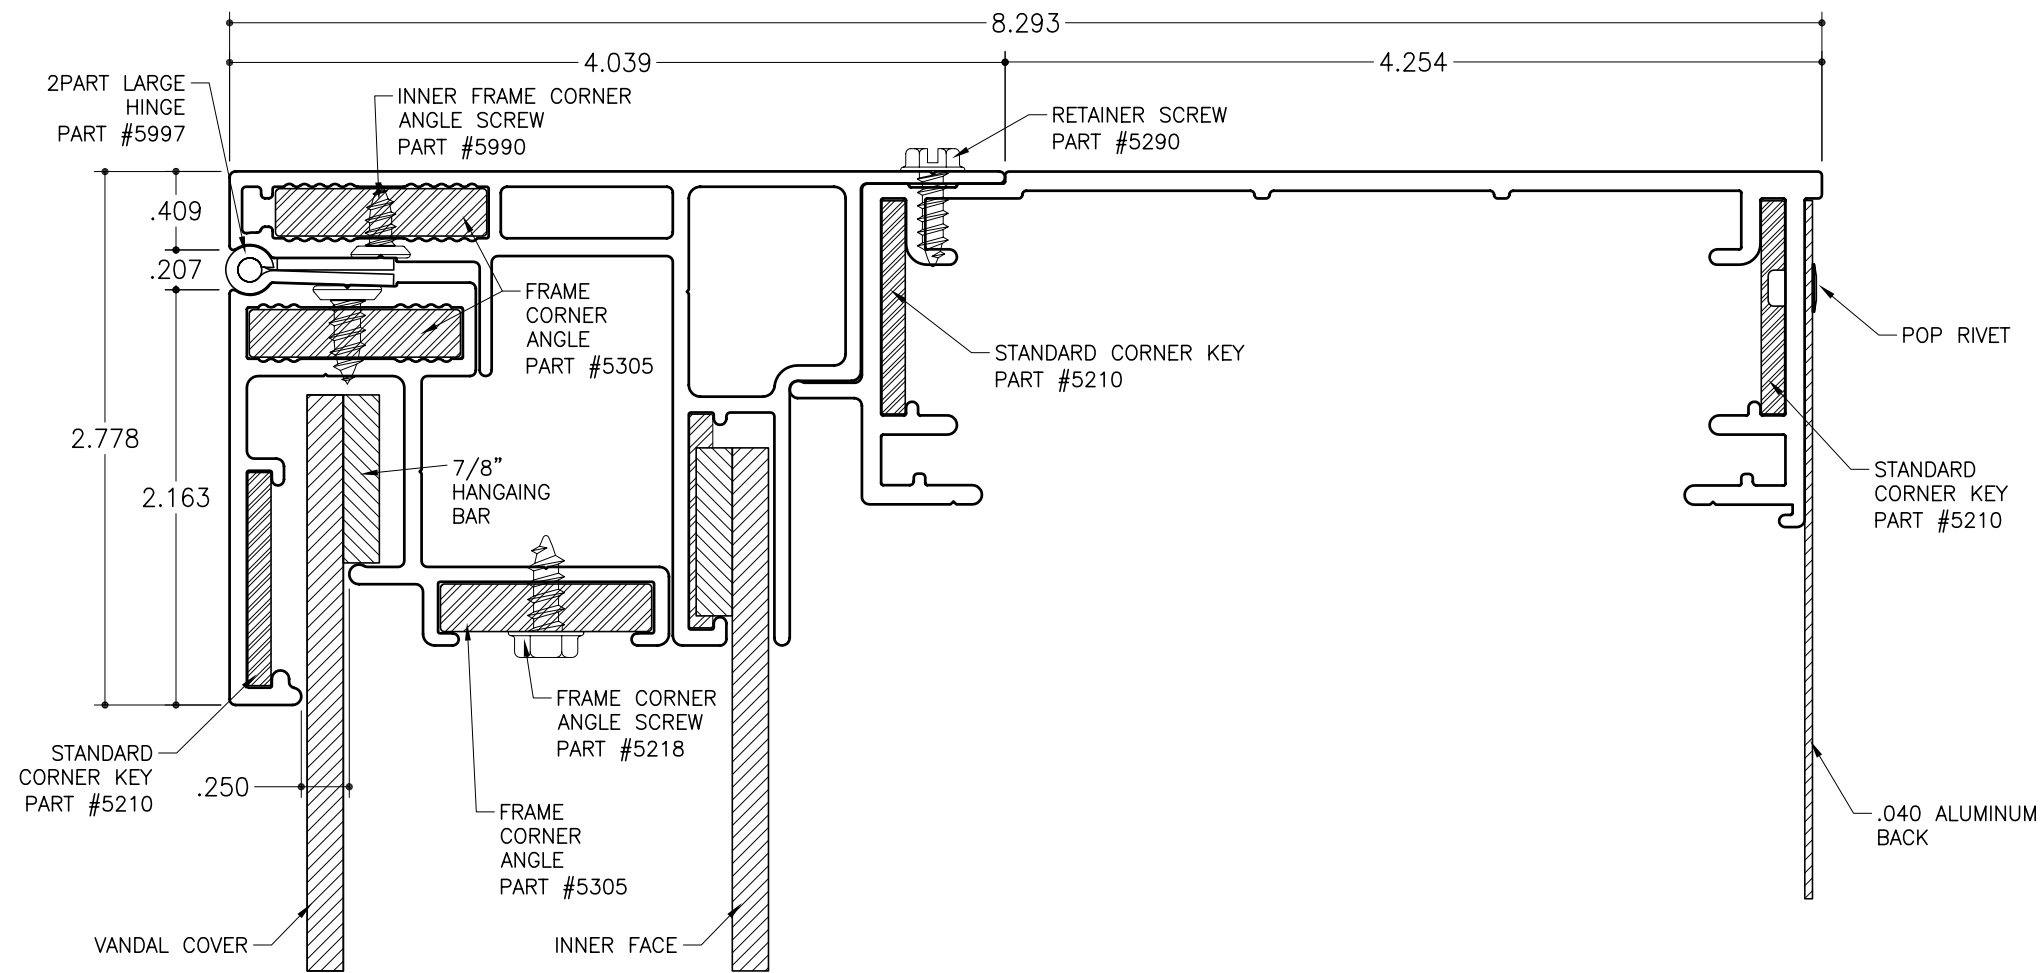 8.293
4.039
4.254
2PART LARGE
HINGE
PART #5997
INNER FRAME CORNER
ANGLE SCREW
PART #5990
RETAINER SCREW
PART #5290
.409
.207
2.778
2.163
FRAME
CORNER
ANGLE
PART #5305
STANDARD CORNER KEY
PART #5210
POP RIVET
7/8"
HANGAING
BAR
STANDARD
CORNER KEY
PART #5210
FRAME CORNER
ANGLE SCREW
PART #5218
STANDARD
CORNER KEY
PART #5210
.250
FRAME
CORNER
ANGLE
PART #5305
.040 ALUMINUM
BACK
VANDAL COVER
INNER FACE